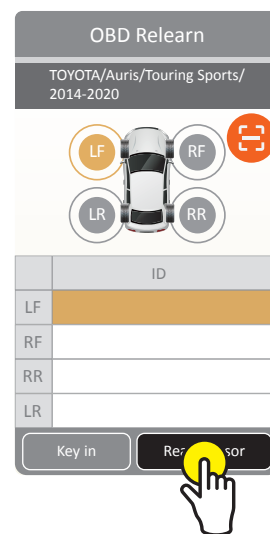 OBD Relearn
TOYOTA/Auris/Touring Sports/
2014-2020
LF
RF
LR
RR
ID
LF
RF
RR
LR
Key in